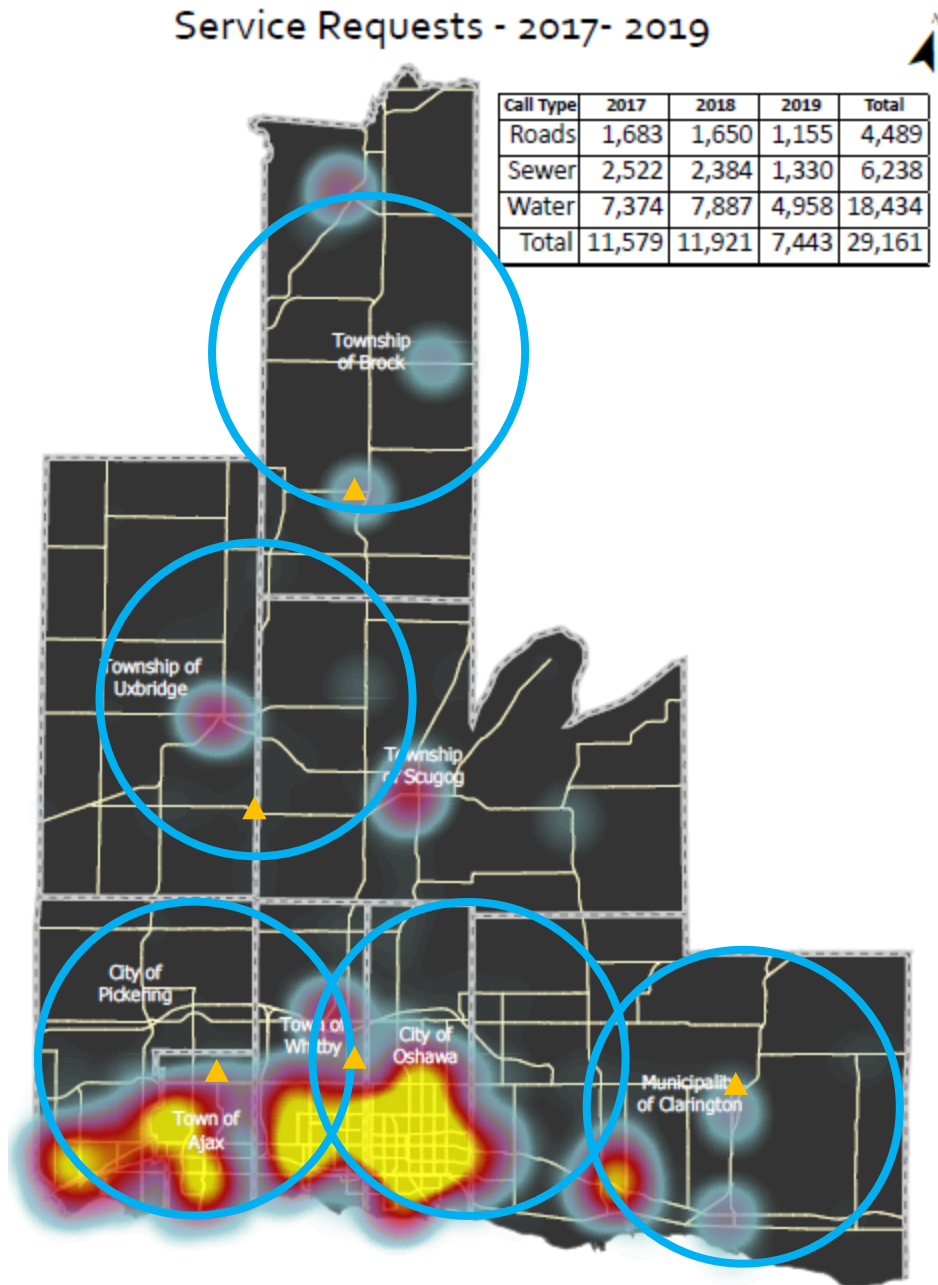 Service Requests - 2017- 2019
N
Call Type 2017 2018 2019 Total
Roads 1,683 1,650 1,155 4,489
Sewer 2,522 2,384 1,330 6,238
Water 7,374 7,887 4,958 18,434
Total 11,579 11,921 7,443 29,161
Township
of Brock
Township of
Uxbridge
Township
of Scugog
City of
Pickering
Town of
Whitby
City of
Oshawa
Municipality
of Clarington
Town of
Ajax